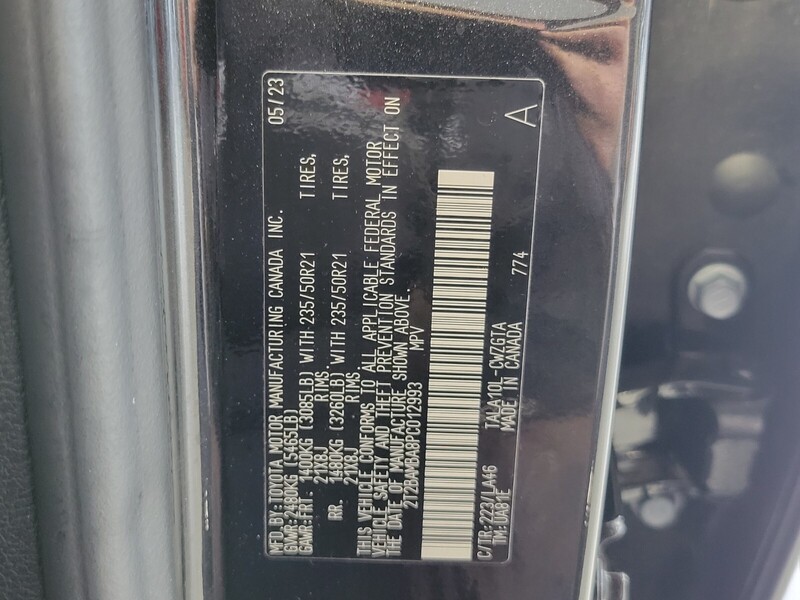 MFD. BY: TOYOTA MOTOR MANUFACTURING CANADA INC. 05/23
GVWR: 2480KG (5465LB)
GAWR: FRT. 1400KG (3085LB) WITH 235/50R21 TIRES,
21X8J RIMS.
RR. 1480KG (3260LB) WITH 235/50R21 TIRES,
21X8J RIMS.
THIS VEHICLE CONFORMS TO ALL APPLICABLE FEDERAL MOTOR
VEHICLE SAFETY AND THEFT PREVENTION STANDARDS IN EFFECT ON
THE DATE OF MANUFACTURE SHOWN ABOVE.
2T2BAMBA8PC012993 MPV
C/TR: 223/LA46 TALA10L-CWZGTA A
TM: UA81E MADE IN CANADA 774